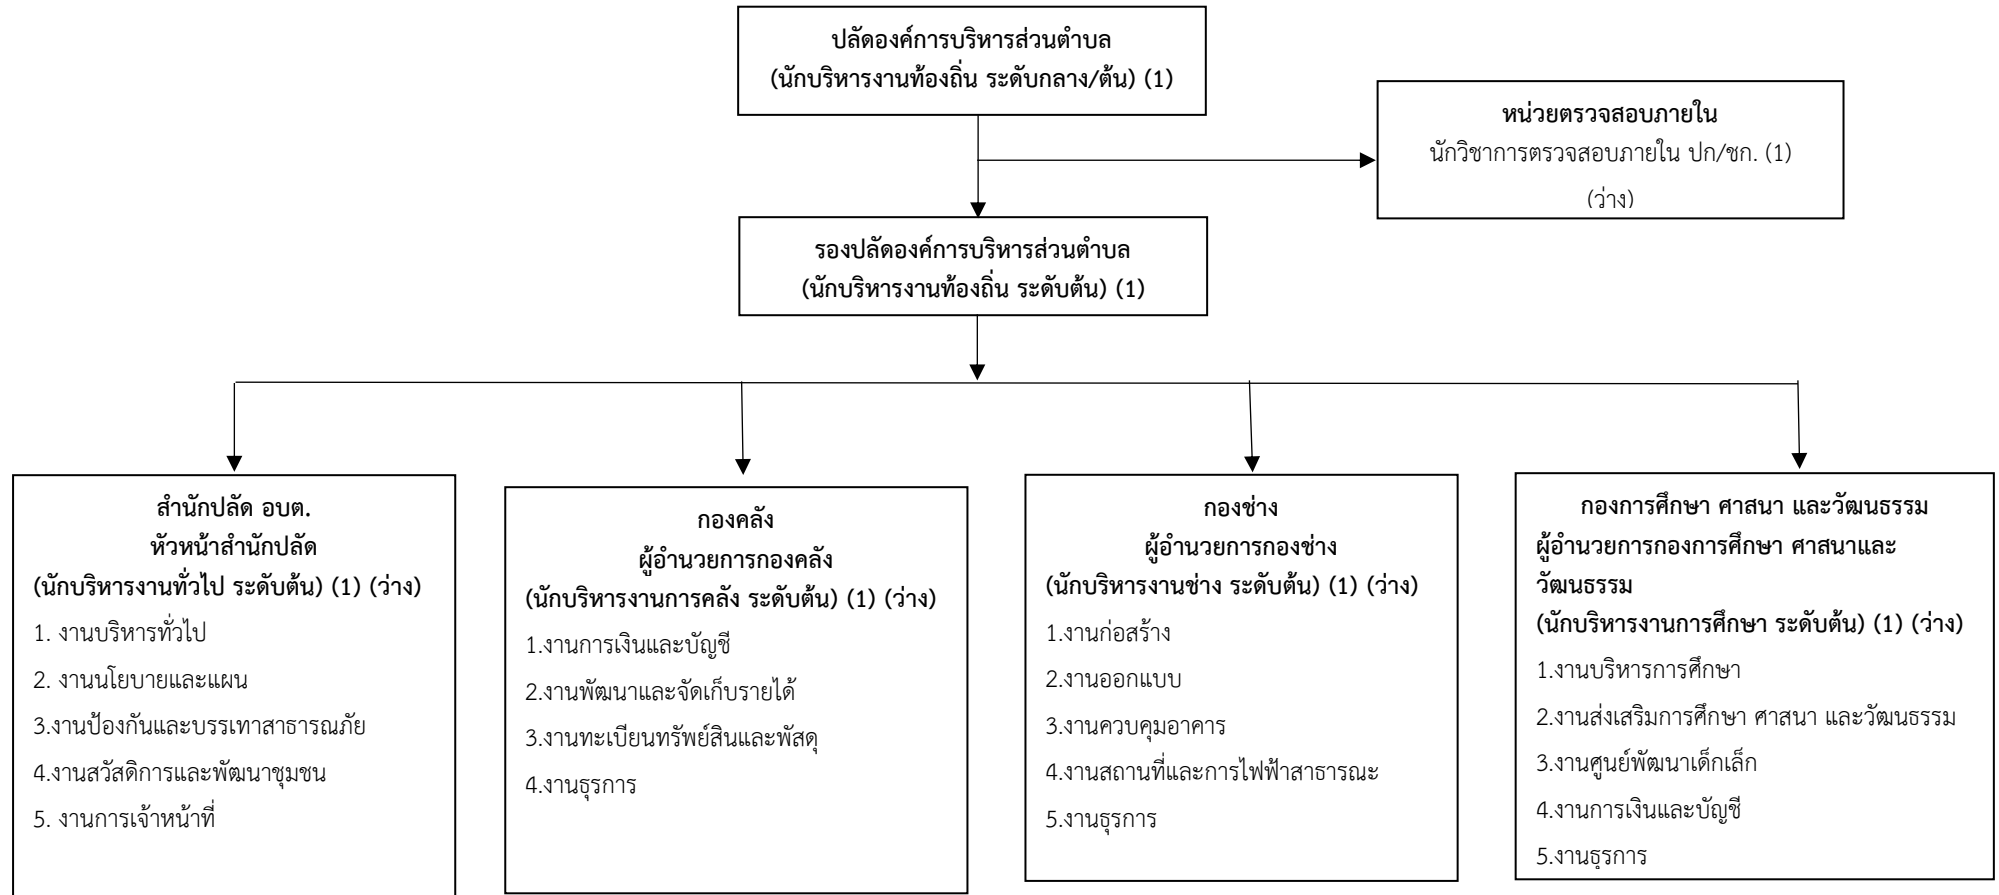 ปลัดองค์การบริหารส่วนตำบล
(นักบริหารงานท้องถิ่น ระดับกลาง/ต้น) (1)
หน่วยตรวจสอบภายใน
นักวิชาการตรวจสอบภายใน ปก/ชก. (1)
(ว่าง)
รองปลัดองค์การบริหารส่วนตำบล
(นักบริหารงานท้องถิ่น ระดับต้น) (1)
สำนักปลัด อบต.
หัวหน้าสำนักปลัด
(นักบริหารงานทั่วไป ระดับต้น) (1) (ว่าง)
1. งานบริหารทั่วไป
2. งานนโยบายและแผน
3.งานป้องกันและบรรเทาสาธารณภัย
4.งานสวัสดิการและพัฒนาชุมชน
5. งานการเจ้าหน้าที่
กองคลัง
ผู้อำนวยการกองคลัง
(นักบริหารงานการคลัง ระดับต้น) (1) (ว่าง)
1.งานการเงินและบัญชี
2.งานพัฒนาและจัดเก็บรายได้
3.งานทะเบียนทรัพย์สินและพัสดุ
4.งานธุรการ
กองช่าง
ผู้อำนวยการกองช่าง
(นักบริหารงานช่าง ระดับต้น) (1) (ว่าง)
1.งานก่อสร้าง
2.งานออกแบบ
3.งานควบคุมอาคาร
4.งานสถานที่และการไฟฟ้าสาธารณะ
5.งานธุรการ
กองการศึกษา ศาสนา และวัฒนธรรม
ผู้อำนวยการกองการศึกษา ศาสนาและ
วัฒนธรรม
(นักบริหารงานการศึกษา ระดับต้น) (1) (ว่าง)
1.งานบริหารการศึกษา
2.งานส่งเสริมการศึกษา ศาสนา และวัฒนธรรม
3.งานศูนย์พัฒนาเด็กเล็ก
4.งานการเงินและบัญชี
5.งานธุรการ